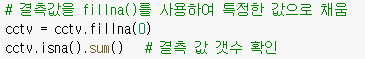 # 결측값을 fillna()를 사용하여 특정한 값으로 채움
cctv = cctv.fillna(0)
cctv.isna().sum()   # 결측 값 갯수 확인